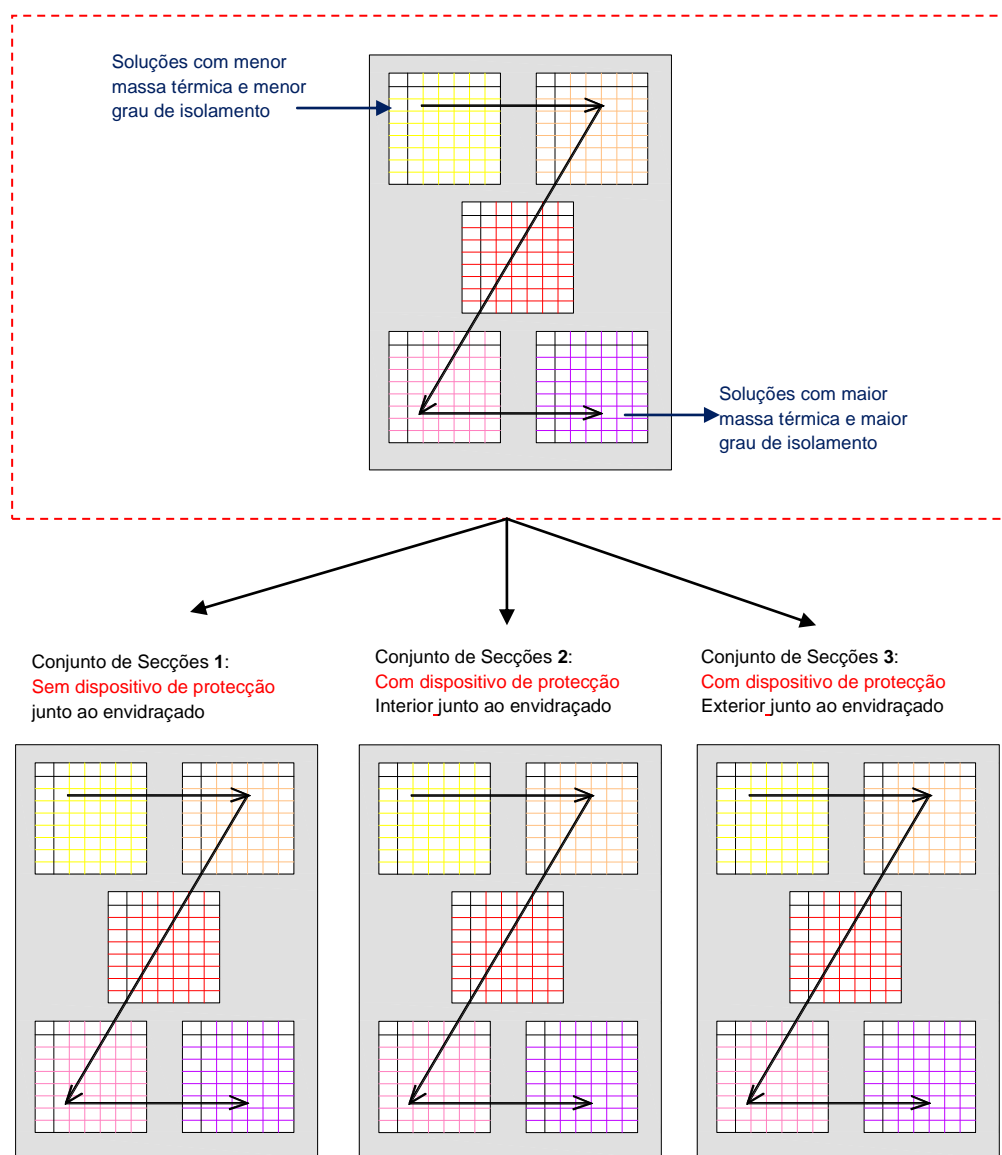 Soluções com menor
massa térmica e menor
grau de isolamento
Soluções com maior
massa térmica e maior
grau de isolamento
Conjunto de Secções 1:
Sem dispositivo de protecção
junto ao envidraçado
Conjunto de Secções 2:
Com dispositivo de protecção
Interior junto ao envidraçado
Conjunto de Secções 3:
Com dispositivo de protecção
Exterior junto ao envidraçado